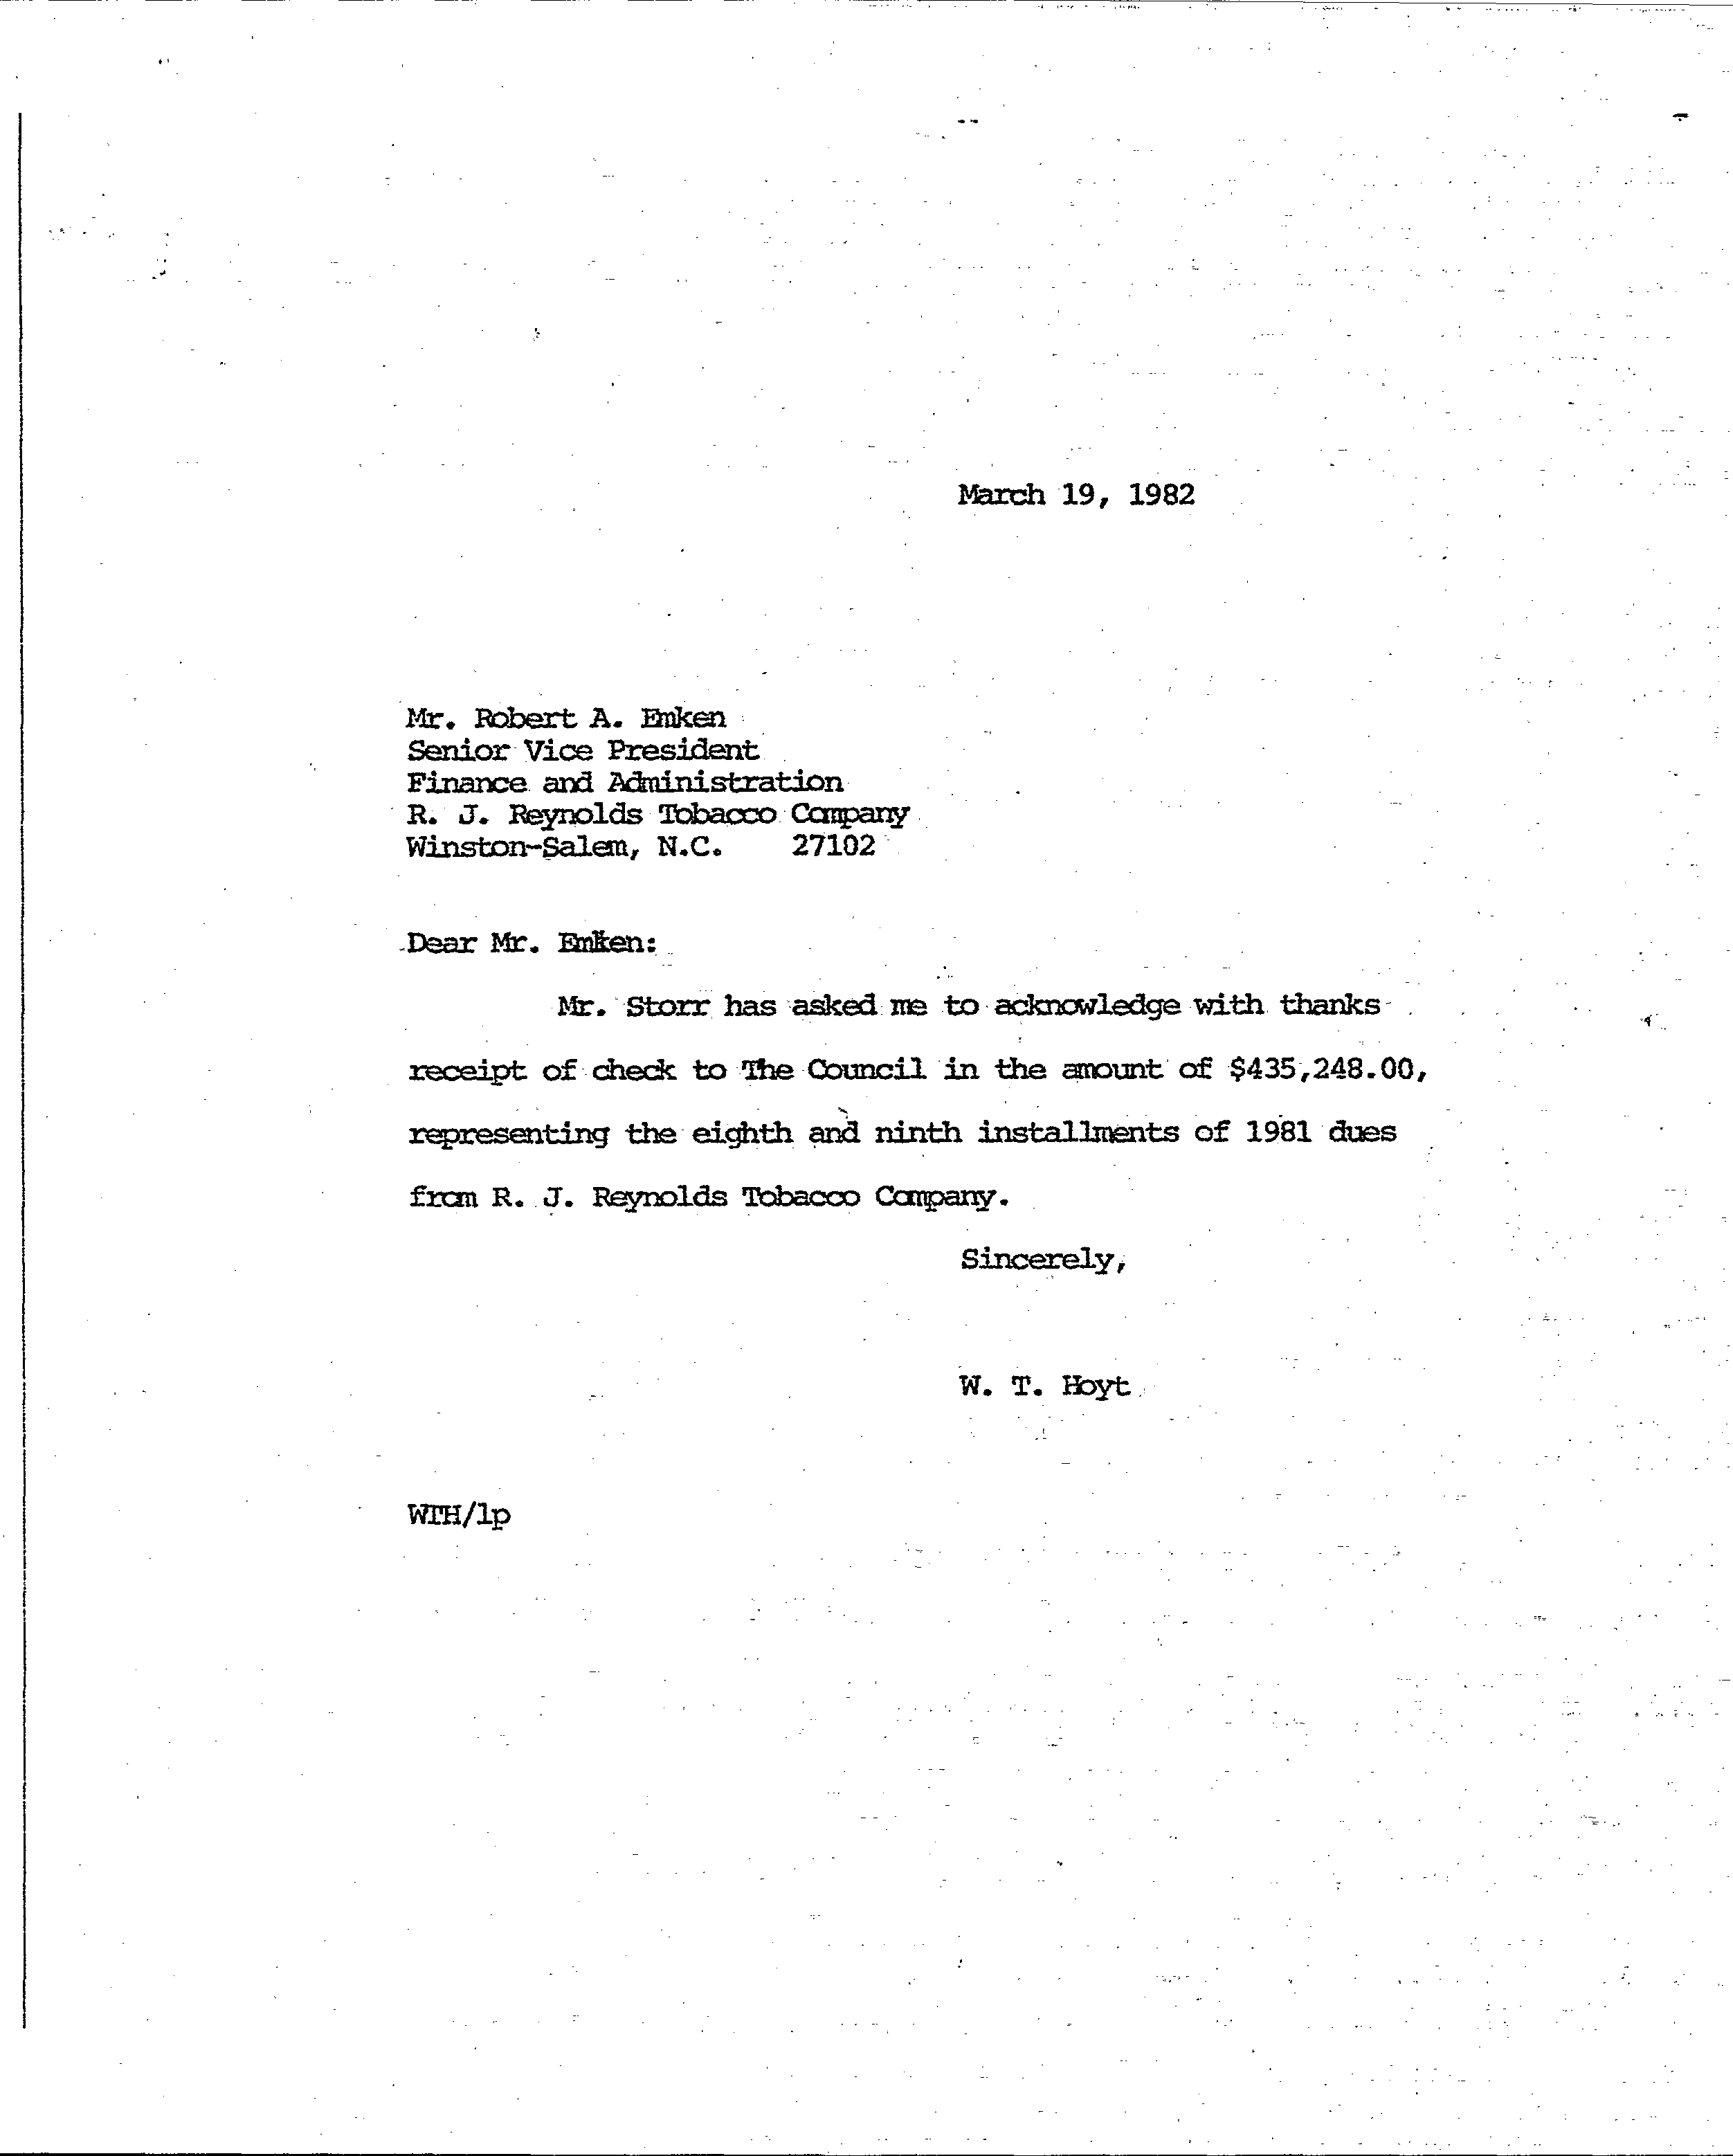 March 19, 1982
Mr. Robert A. Emken
Senior Vice President
Finance and Administration
R. J. Reynolds Tobacco Company
Winston-Salem, N.C. 27102
Dear Mr. Emken:
Mr. Storr has asked me to acknowledge with thanks
receipt of check to The Council in the amount of $435,248.00,
representing the eighth and ninth installments of 1981 dues
from R. J. Reynolds Tobacco Company.
Sincerely,
W. T. Hoyt
WTH/lp